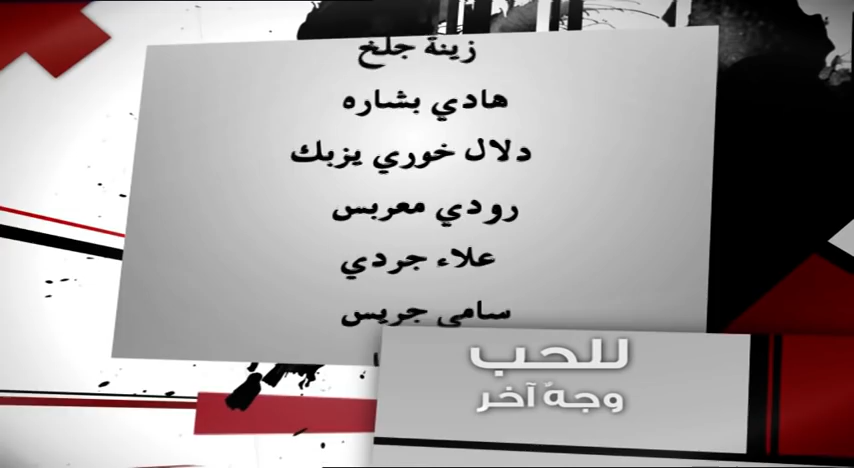 زينة جلخ
هادي بشاره
دلال خوري يزبك
رودي معربس
علاء جردي
سامي جريس
للحب
وجهٌ آخر